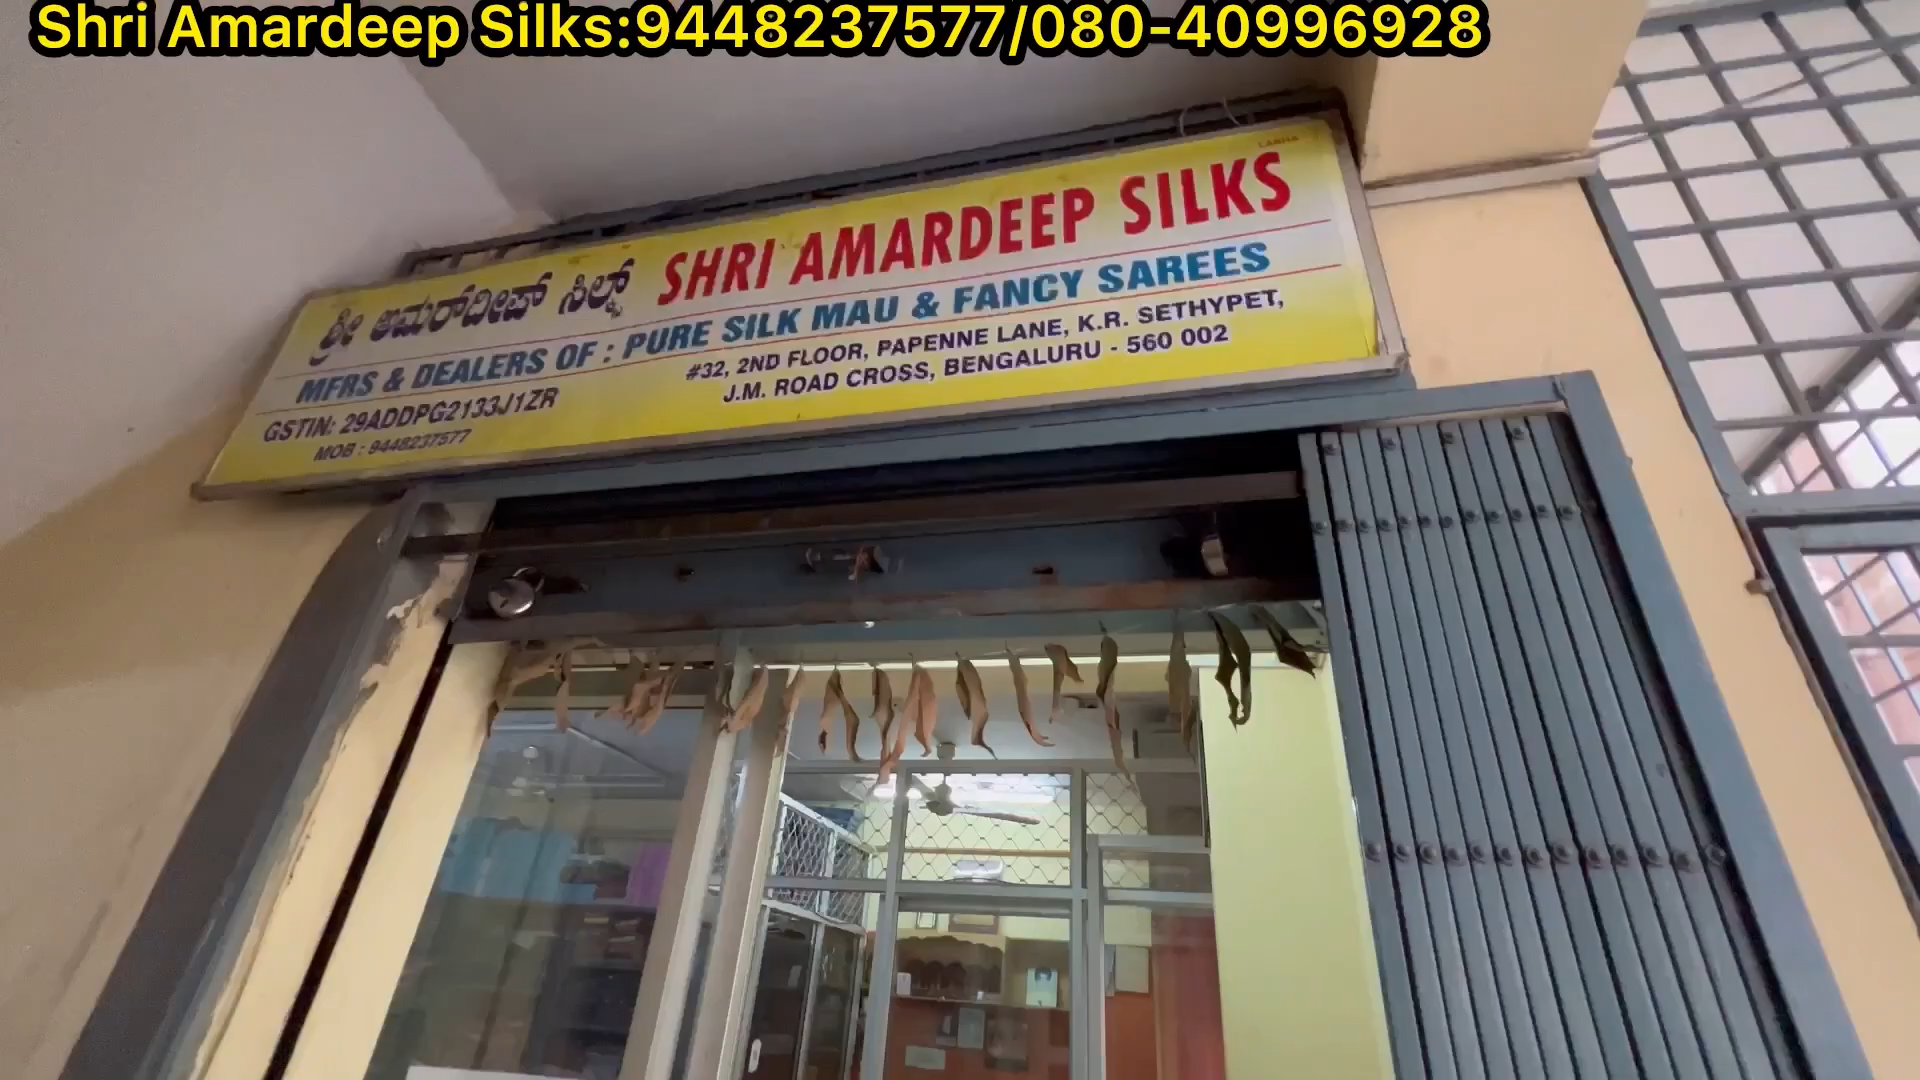 Shri Amardeep Silks:9448237577/080-40996928
LABHA
ಶ್ರೀ ಅಮರ್‌ದೀಪ್ ಸಿಲ್ಕ್ಸ್ SHRI AMARDEEP SILKS
MFRS & DEALERS OF : PURE SILK MAU & FANCY SAREES
#32, 2ND FLOOR, PAPENNE LANE, K.R. SETHYPET,
J.M. ROAD CROSS, BENGALURU - 560 002
GSTIN: 29ADDPG2133J1ZR
MOB : 9448237577